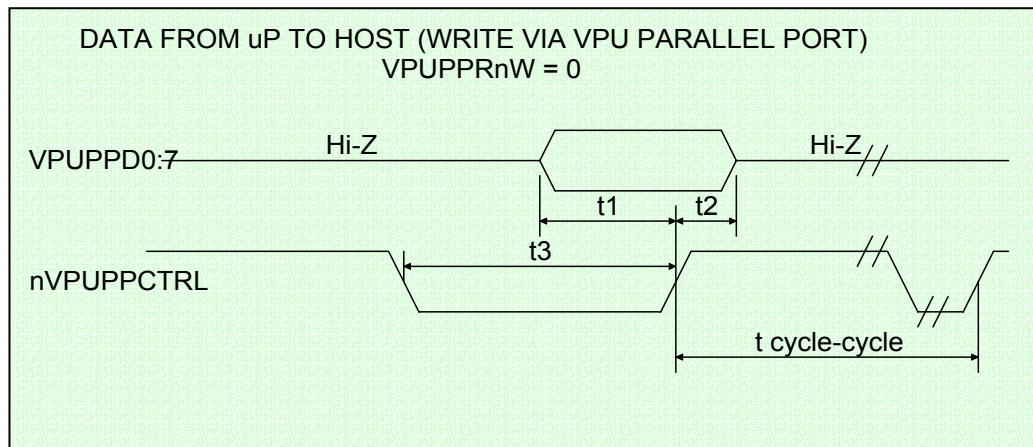 DATA FROM uP TO HOST (WRITE VIA VPU PARALLEL PORT)
VPUPPRnW = 0
VPUPPD0:7
Hi-Z
Hi-Z
t1
t2
t3
nVPUPPCTRL
t cycle-cycle